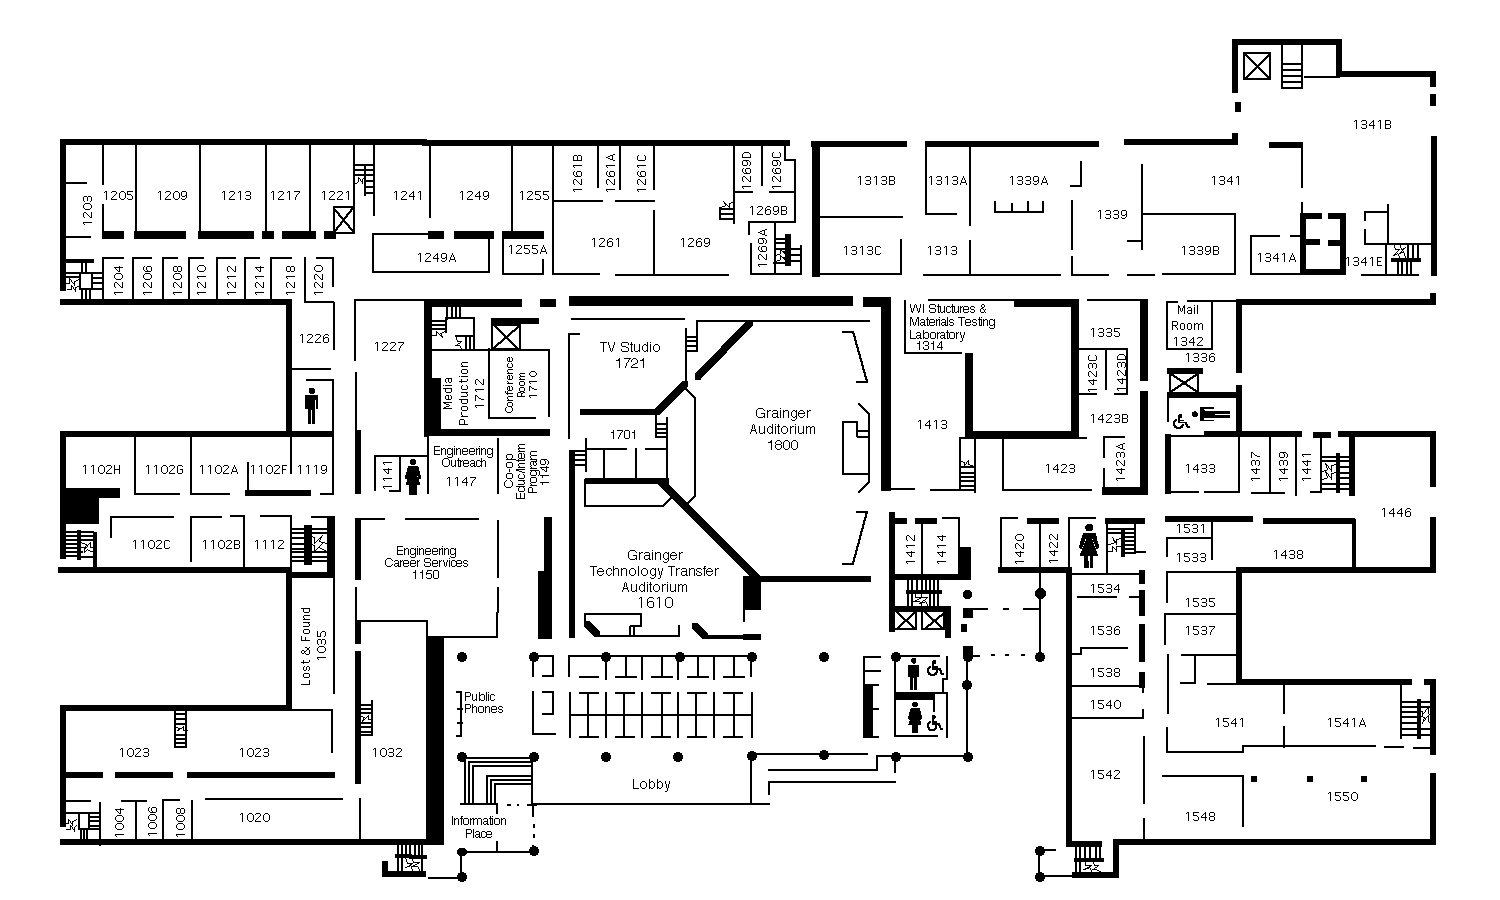 1341B
1203
1205
1209
1213
1217
1221
1241
1249
1255
1261B
1261A
1261C
1269D
1269C
1269B
1269A
1261
1269
1249A
1255A
1313B
1313A
1339A
1341
1339
1313C
1313
1339B
1341A
1341E
1204
1206
1208
1210
1212
1214
1218
1220
1226
1227
Media
Production
1712
Conference
Room
1710
TV Studio
1721
1701
Grainger
Auditorium
1800
WI Stuctures &
Materials Testing
Laboratory
1314
1335
1423C
1423D
1423B
1423A
1413
1423
Mail
Room
1342
1336
1102H
1102G
1102A
1102F
1119
1141
Engineering
Outreach
1147
Co-op
Educ/Intern
Program
1149
1433
1437
1439
1441
1446
1102C
1102B
1112
Engineering
Career Services
1150
Grainger
Technology Transfer
Auditorium
1610
1412
1414
1420
1422
1531
1533
1438
1534
1535
1536
1537
1538
1540
Lost & Found
1035
Public
Phones
1023
1023
1032
1541
1541A
1542
1550
1548
Lobby
1004
1006
1008
1020
Information
Place